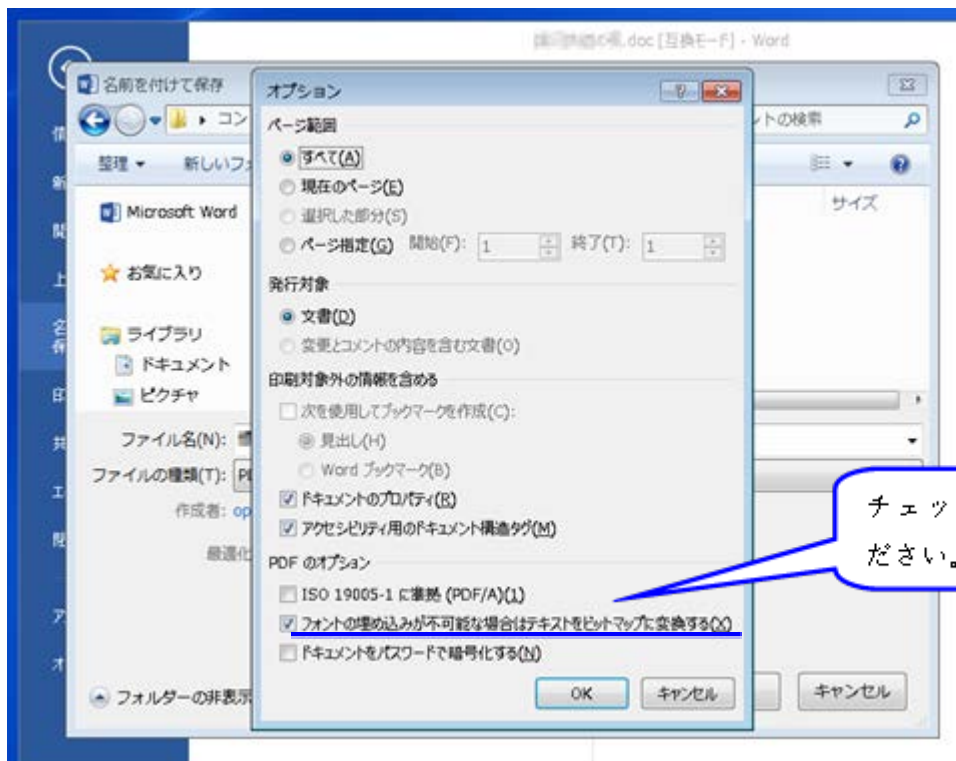 .doc [互換モード] - Word
名前を付けて保存
コン
トの検索
整理
新しいフ
Microsoft Word
サイズ
お気に入り
ライブラリ
ドキュメント
ピクチャ
ファイル名(N):
ファイルの種類(T):
作成者: op
最適化
フォルダーの非表示
キャンセル
オプション
ページ範囲
すべて(A)
現在のページ(E)
選択した部分(S)
ページ指定(G) 開始(F): 1 終了(T): 1
発行対象
文書(D)
変更とコメントの内容を含む文書(O)
印刷対象外の情報を含める
次を使用してブックマークを作成(C):
見出し(H)
Word ブックマーク(B)
ドキュメントのプロパティ(R)
アクセシビリティ用のドキュメント構造タグ(M)
PDF のオプション
ISO 19005-1 に準拠 (PDF/A)(1)
フォントの埋め込みが不可能な場合はテキストをビットマップに変換する(X)
ドキュメントをパスワードで暗号化する(N)
OK キャンセル
チェッ
ださい。